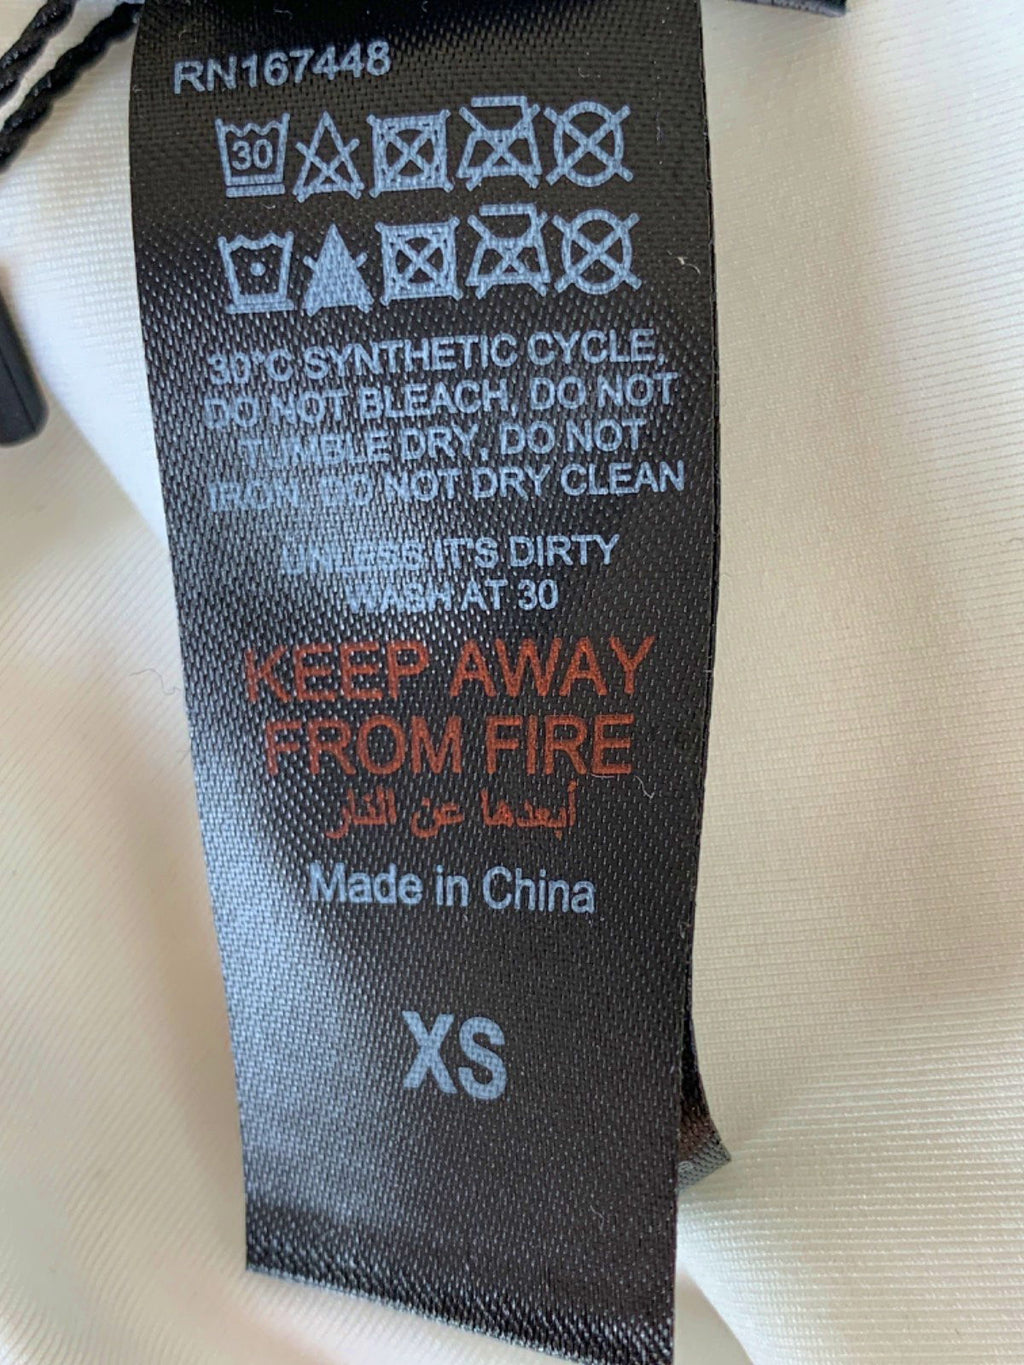 RN167448
30
30°C SYNTHETIC CYCLE,
DO NOT BLEACH, DO NOT
TUMBLE DRY, DO NOT
IRON, DO NOT DRY CLEAN
UNLESS IT'S DIRTY
WASH AT 30
KEEP AWAY
FROM FIRE
أبعدها عن النار
Made in China
XS